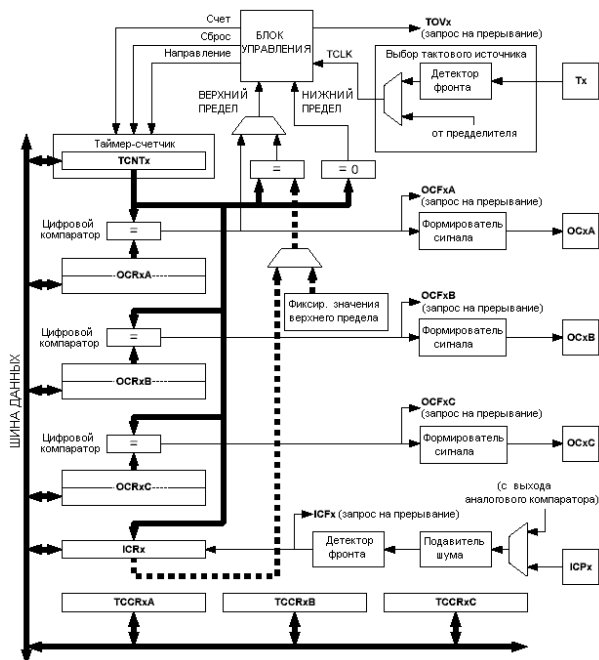 Счет
Сброс
Направление
БЛОК
УПРАВЛЕНИЯ
TOVx
(запрос на прерывание)
TCLK
Выбор тактового источника
Детектор
фронта
Tx
от предделителя
ВЕРХНИЙ
ПРЕДЕЛ
НИЖНИЙ
ПРЕДЕЛ
Таймер-счетчик
TCNTx
=
= 0
Цифровой
компаратор
=
OCRxA
OCFxA
(запрос на прерывание)
Формирователь
сигнала
OCxA
Фиксир. значения
верхнего предела
Цифровой
компаратор
=
OCRxB
OCFxB
(запрос на прерывание)
Формирователь
сигнала
OCxB
ШИНА ДАННЫХ
Цифровой
компаратор
=
OCRxC
OCFxC
(запрос на прерывание)
Формирователь
сигнала
OCxC
(с выхода
аналогового компаратора)
ICFx (запрос на прерывание)
ICRx
Детектор
фронта
Подавитель
шума
ICPx
TCCRxA
TCCRxB
TCCRxC